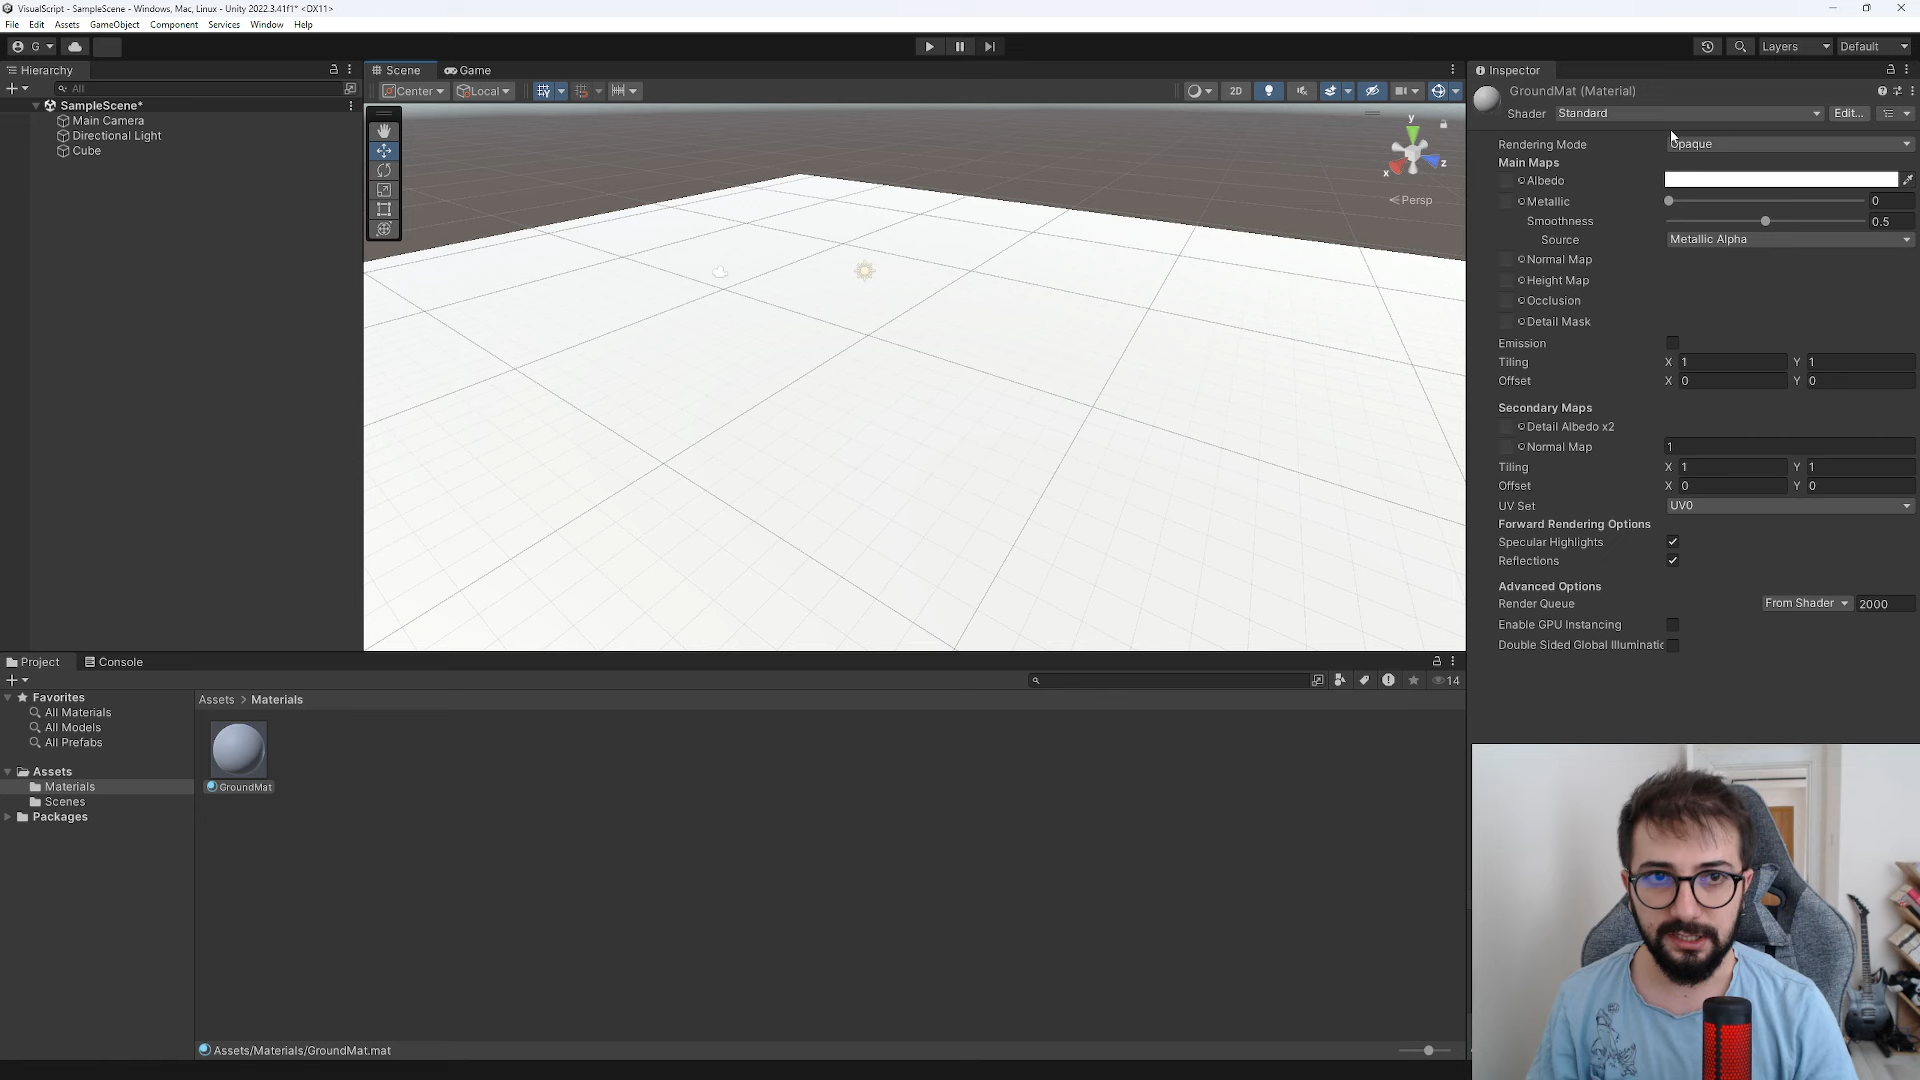 VisualScript - SampleScene - Windows, Mac, Linux - Unity 2022.3.41f1* <DX11>
File Edit Assets GameObject Component Services Window Help
G
Layers
Default
Hierarchy
All
SampleScene*
Main Camera
Directional Light
Cube
Scene
Game
Center
Local
2D
y
x
z
Persp
Inspector
GroundMat (Material)
Shader
Standard
Edit...
Rendering Mode
Opaque
Main Maps
Albedo
Metallic
0
Smoothness
0.5
Source
Metallic Alpha
Normal Map
Height Map
Occlusion
Detail Mask
Emission
Tiling X 1 Y 1
Offset X 0 Y 0
Secondary Maps
Detail Albedo x2
Normal Map 1
Tiling X 1 Y 1
Offset X 0 Y 0
UV Set UV0
Forward Rendering Options
Specular Highlights
Reflections
Advanced Options
Render Queue From Shader 2000
Enable GPU Instancing
Double Sided Global Illuminatic
Project
Console
14
Favorites
All Materials
All Models
All Prefabs
Assets
Materials
Scenes
Packages
Assets > Materials
GroundMat
Assets/Materials/GroundMat.mat